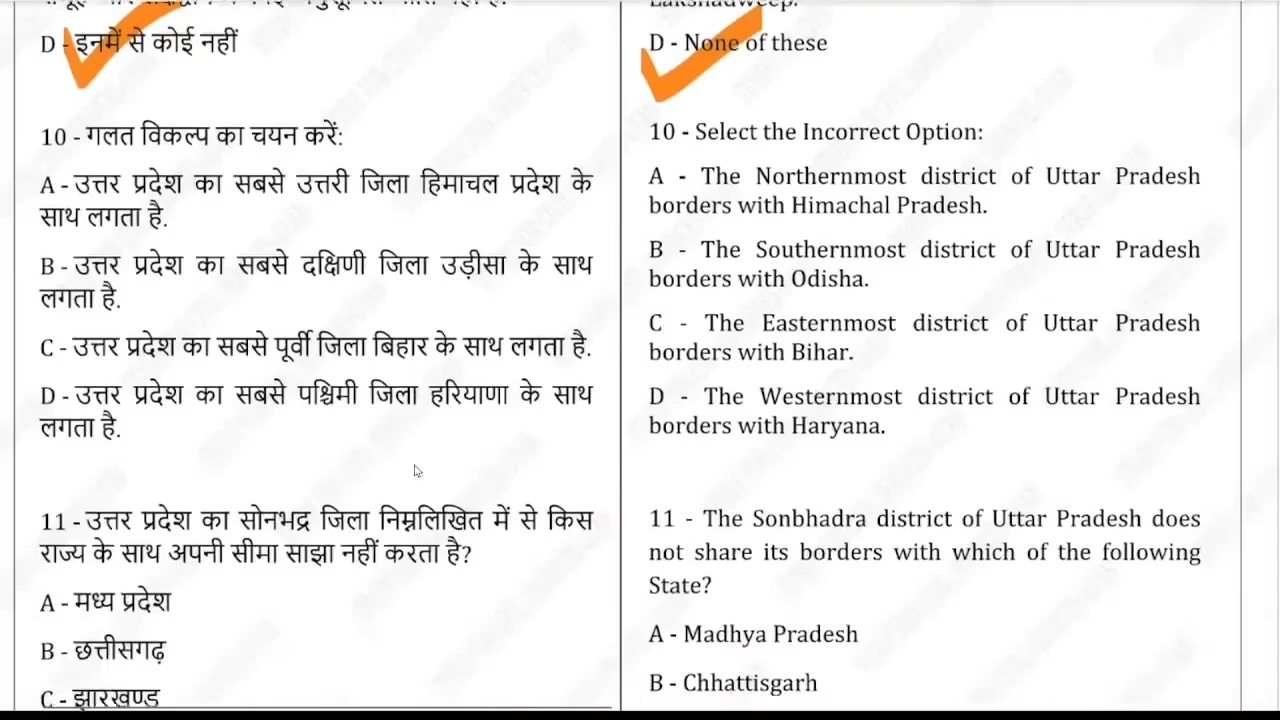 D - इनमें से कोई नहीं
10 - गलत विकल्प का चयन करें:
A - उत्तर प्रदेश का सबसे उत्तरी जिला हिमाचल प्रदेश के
साथ लगता है.
B - उत्तर प्रदेश का सबसे दक्षिणी जिला उड़ीसा के साथ
लगता है.
C - उत्तर प्रदेश का सबसे पूर्वी जिला बिहार के साथ लगता है.
D - उत्तर प्रदेश का सबसे पश्चिमी जिला हरियाणा के साथ
लगता है.
11 - उत्तर प्रदेश का सोनभद्र जिला निम्नलिखित में से किस
राज्य के साथ अपनी सीमा साझा नहीं करता है?
A - मध्य प्रदेश
B - छत्तीसगढ़
C - झारखण्ड
Lakshadweep.
D - None of these
10 - Select the Incorrect Option:
A - The Northernmost district of Uttar Pradesh
borders with Himachal Pradesh.
B - The Southernmost district of Uttar Pradesh
borders with Odisha.
C - The Easternmost district of Uttar Pradesh
borders with Bihar.
D - The Westernmost district of Uttar Pradesh
borders with Haryana.
11 - The Sonbhadra district of Uttar Pradesh does
not share its borders with which of the following
State?
A - Madhya Pradesh
B - Chhattisgarh